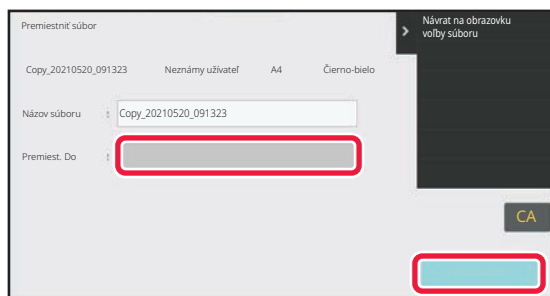 Premiestniť súbor
Návrat na obrazovku
voľby súboru
Copy_20210520_091323 Neznámy užívateľ A4 Čierno-bielo
Názov súboru : Copy_20210520_091323
Premiest. Do :
CA